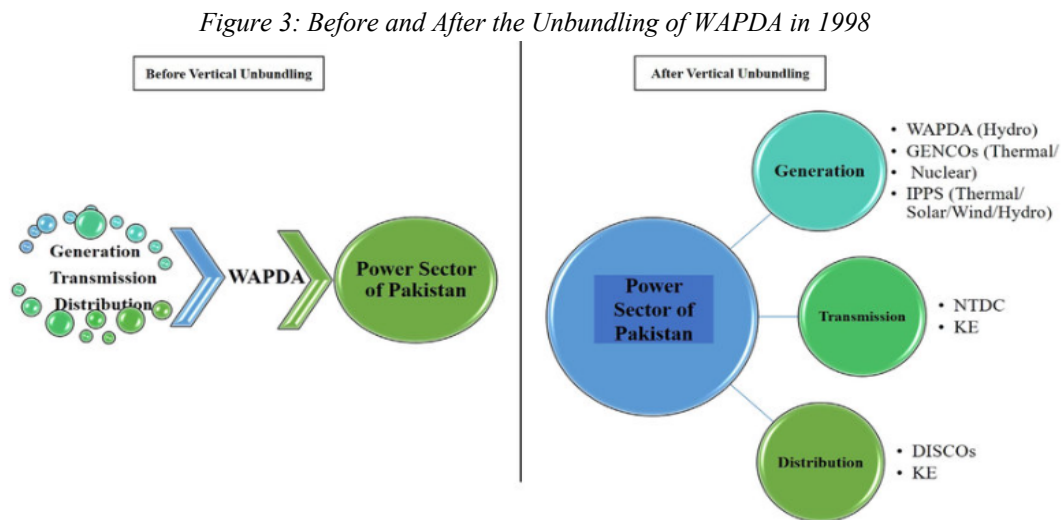 Figure 3: Before and After the Unbundling of WAPDA in 1998
Before Vertical Unbundling
Generation
Transmission
Distribution
WAPDA
Power Sector
of Pakistan
After Vertical Unbundling
Power
Sector of
Pakistan
Generation
• WAPDA (Hydro)
• GENCOs (Thermal/
• Nuclear)
• IPPS (Thermal/
Solar/Wind/Hydro)
Transmission
• NTDC
• KE
Distribution
• DISCOs
• KE